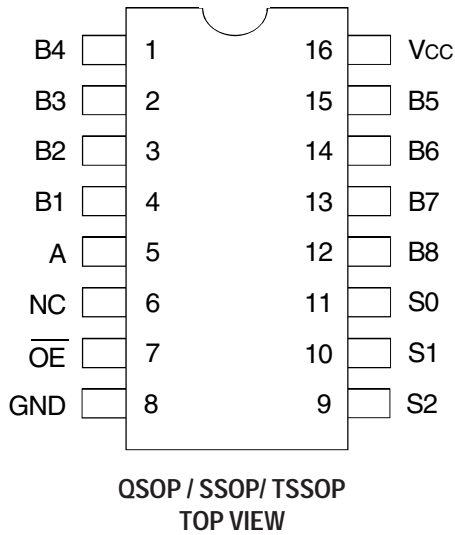 B4 1 16 VCC
B3 2 15 B5
B2 3 14 B6
B1 4 13 B7
A 5 12 B8
NC 6 11 S0
O̅E̅ 7 10 S1
GND 8 9 S2
QSOP / SSOP/ TSSOP
TOP VIEW